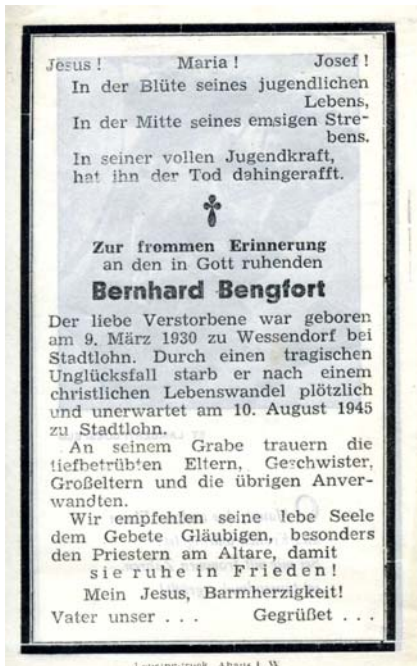 Jesus ! Maria ! Josef !
In der Blüte seines jugendlichen
Lebens,
In der Mitte seines emsigen Stre-
bens.
In seiner vollen Jugendkraft,
hat ihn der Tod dahingerafft.
Zur frommen Erinnerung
an den in Gott ruhenden
Bernhard Bengfort
Der liebe Verstorbene war geboren
am 9. März 1930 zu Wessendorf bei
Stadtlohn. Durch einen tragischen
Unglücksfall starb er nach einem
christlichen Lebenswandel plötzlich
und unerwartet am 10. August 1945
zu Stadtlohn.
An seinem Grabe trauern die
tiefbetrübten Eltern, Geschwister,
Großeltern und die übrigen Anver-
wandten.
Wir empfehlen seine lebe Seele
dem Gebete Gläubigen, besonders
den Priestern am Altare, damit
sie ruhe in Frieden!
Mein Jesus, Barmherzigkeit!
Vater unser . . . Gegrüßet . . .